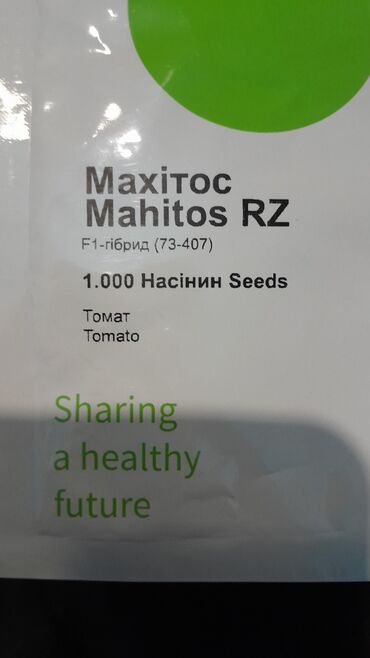 Махітос
Mahitos RZ
F1-гібрид (73-407)
1.000 Насінин Seeds
Томат
Tomato
Sharing
a healthy
future